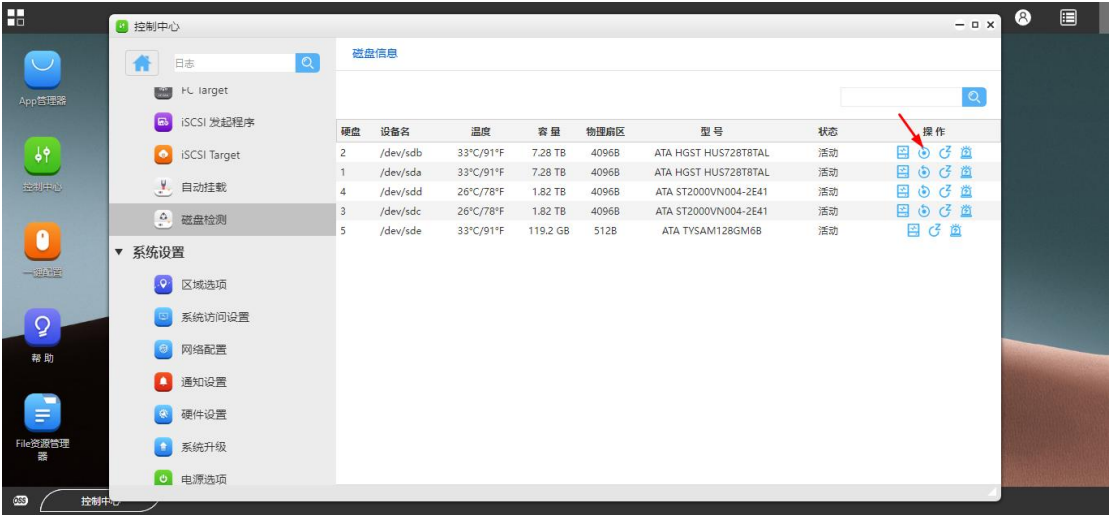 控制中心
日志
磁盘信息
App管理器
FC Target
iSCSI 发起程序
iSCSI Target
自动挂载
磁盘检测
系统设置
区域选项
系统访问设置
网络配置
通知设置
硬件设置
系统升级
电源选项
硬盘 设备名 温度 容量 物理扇区 型号 状态 操作
2 /dev/sdb 33°C/91°F 7.28 TB 4096B ATA HGST HUS728T8TAL 活动
1 /dev/sda 33°C/91°F 7.28 TB 4096B ATA HGST HUS728T8TAL 活动
4 /dev/sdd 26°C/78°F 1.82 TB 4096B ATA ST2000VN004-2E41 活动
3 /dev/sdc 26°C/78°F 1.82 TB 4096B ATA ST2000VN004-2E41 活动
5 /dev/sde 33°C/91°F 119.2 GB 512B ATA TYSAM128GM6B 活动
控制中心
一键配置
帮 助
File资源管理
器
OSS
控制中心